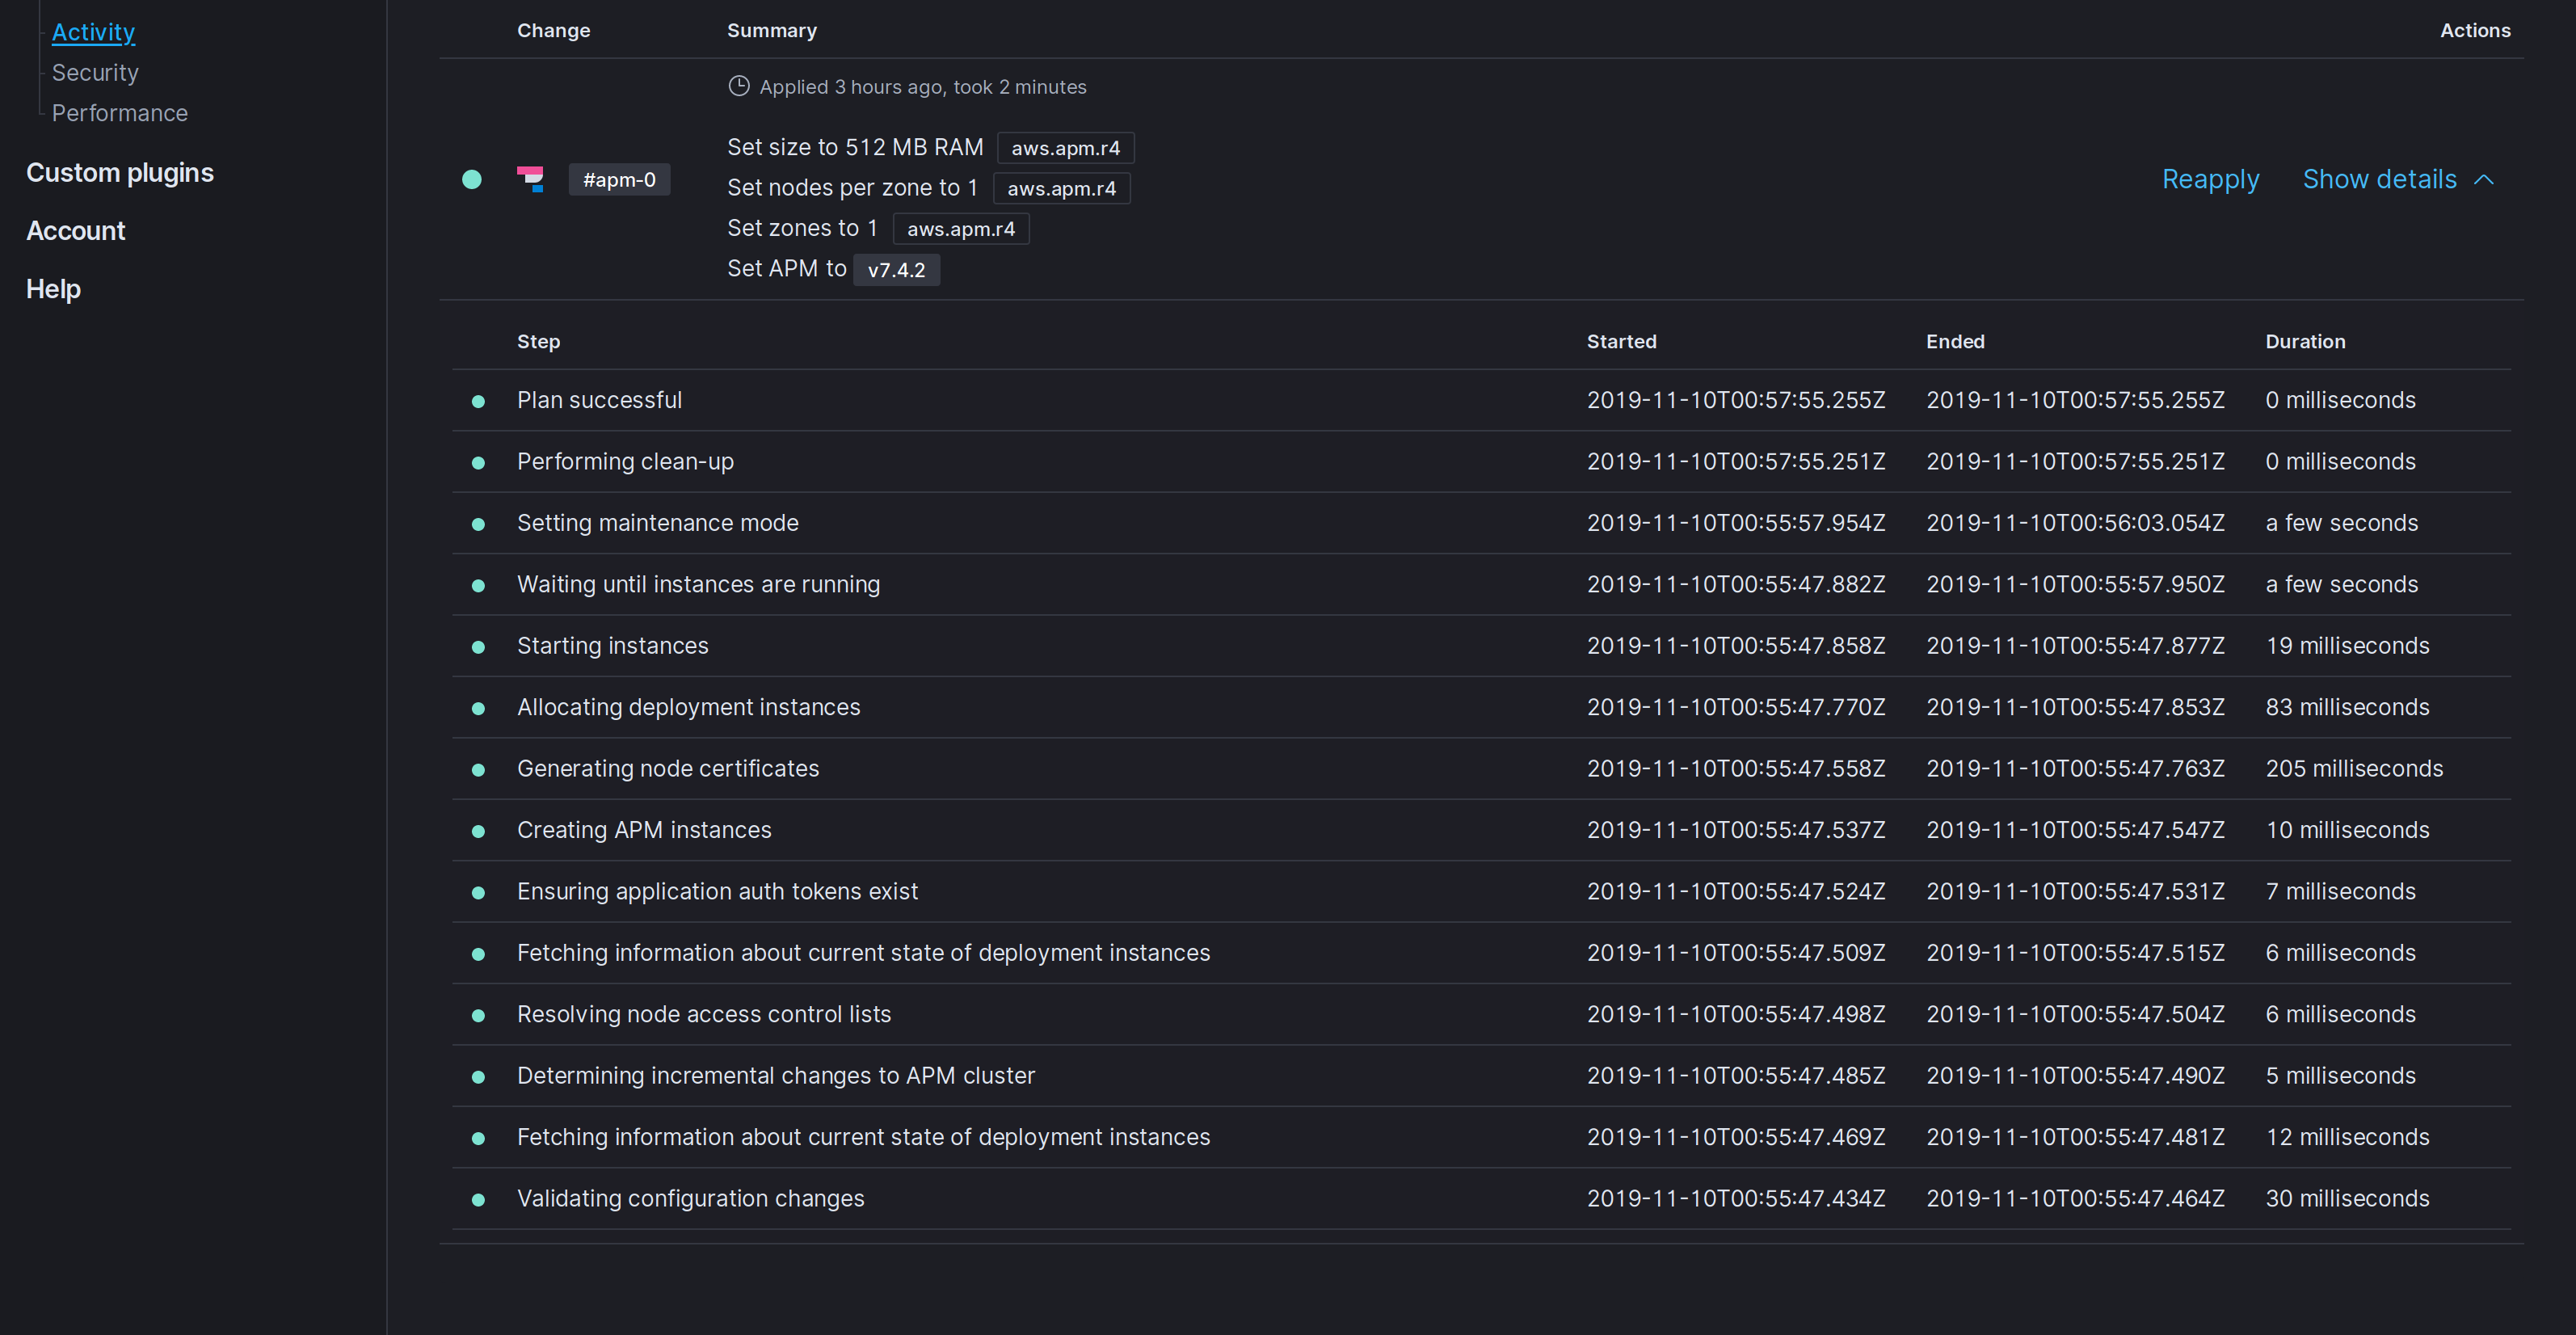 Activity
Security
Performance
Custom plugins
Account
Help
Change Summary Actions
Applied 3 hours ago, took 2 minutes
Set size to 512 MB RAM aws.apm.r4
#apm-0 Reapply Show details
Set nodes per zone to 1 aws.apm.r4
Set zones to 1 aws.apm.r4
Set APM to v7.4.2
Step Started Ended Duration
Plan successful 2019-11-10T00:57:55.255Z 2019-11-10T00:57:55.255Z 0 milliseconds
Performing clean-up 2019-11-10T00:57:55.251Z 2019-11-10T00:57:55.251Z 0 milliseconds
Setting maintenance mode 2019-11-10T00:55:57.954Z 2019-11-10T00:56:03.054Z a few seconds
Waiting until instances are running 2019-11-10T00:55:47.882Z 2019-11-10T00:55:57.950Z a few seconds
Starting instances 2019-11-10T00:55:47.858Z 2019-11-10T00:55:47.877Z 19 milliseconds
Allocating deployment instances 2019-11-10T00:55:47.770Z 2019-11-10T00:55:47.853Z 83 milliseconds
Generating node certificates 2019-11-10T00:55:47.558Z 2019-11-10T00:55:47.763Z 205 milliseconds
Creating APM instances 2019-11-10T00:55:47.537Z 2019-11-10T00:55:47.547Z 10 milliseconds
Ensuring application auth tokens exist 2019-11-10T00:55:47.524Z 2019-11-10T00:55:47.531Z 7 milliseconds
Fetching information about current state of deployment instances 2019-11-10T00:55:47.509Z 2019-11-10T00:55:47.515Z 6 milliseconds
Resolving node access control lists 2019-11-10T00:55:47.498Z 2019-11-10T00:55:47.504Z 6 milliseconds
Determining incremental changes to APM cluster 2019-11-10T00:55:47.485Z 2019-11-10T00:55:47.490Z 5 milliseconds
Fetching information about current state of deployment instances 2019-11-10T00:55:47.469Z 2019-11-10T00:55:47.481Z 12 milliseconds
Validating configuration changes 2019-11-10T00:55:47.434Z 2019-11-10T00:55:47.464Z 30 milliseconds